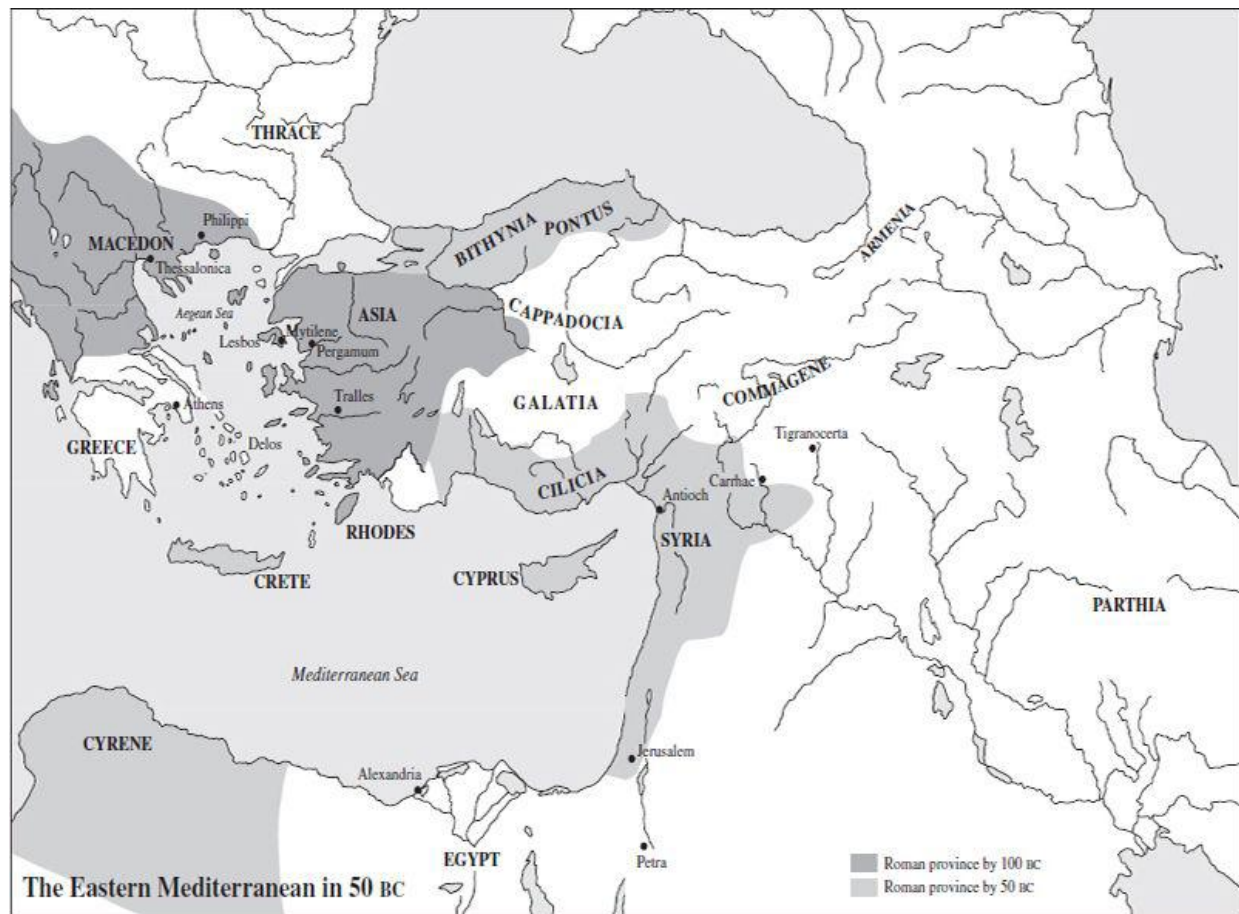 THRACE
Philippi
MACEDON
Thessalonica
BITHYNIA
PONTUS
ARMENIA
Aegean Sea
ASIA
CAPPADOCIA
Mytilene
Lesbos
Pergamum
COMMAGENE
Tralles
GALATIA
Athens
GREECE
Delos
Tigranocerta
CILICIA
Carrhae
Antioch
RHODES
SYRIA
CRETE
CYPRUS
PARTHIA
Mediterranean Sea
CYRENE
Jerusalem
Alexandria
EGYPT
Petra
Roman province by 100 BC
Roman province by 50 BC
The Eastern Mediterranean in 50 BC